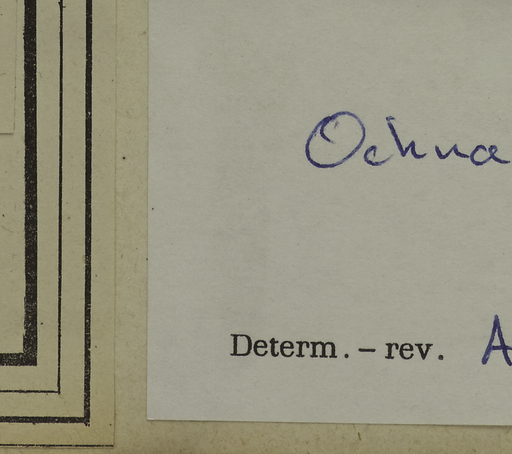 Ochna
Determ. – rev. A